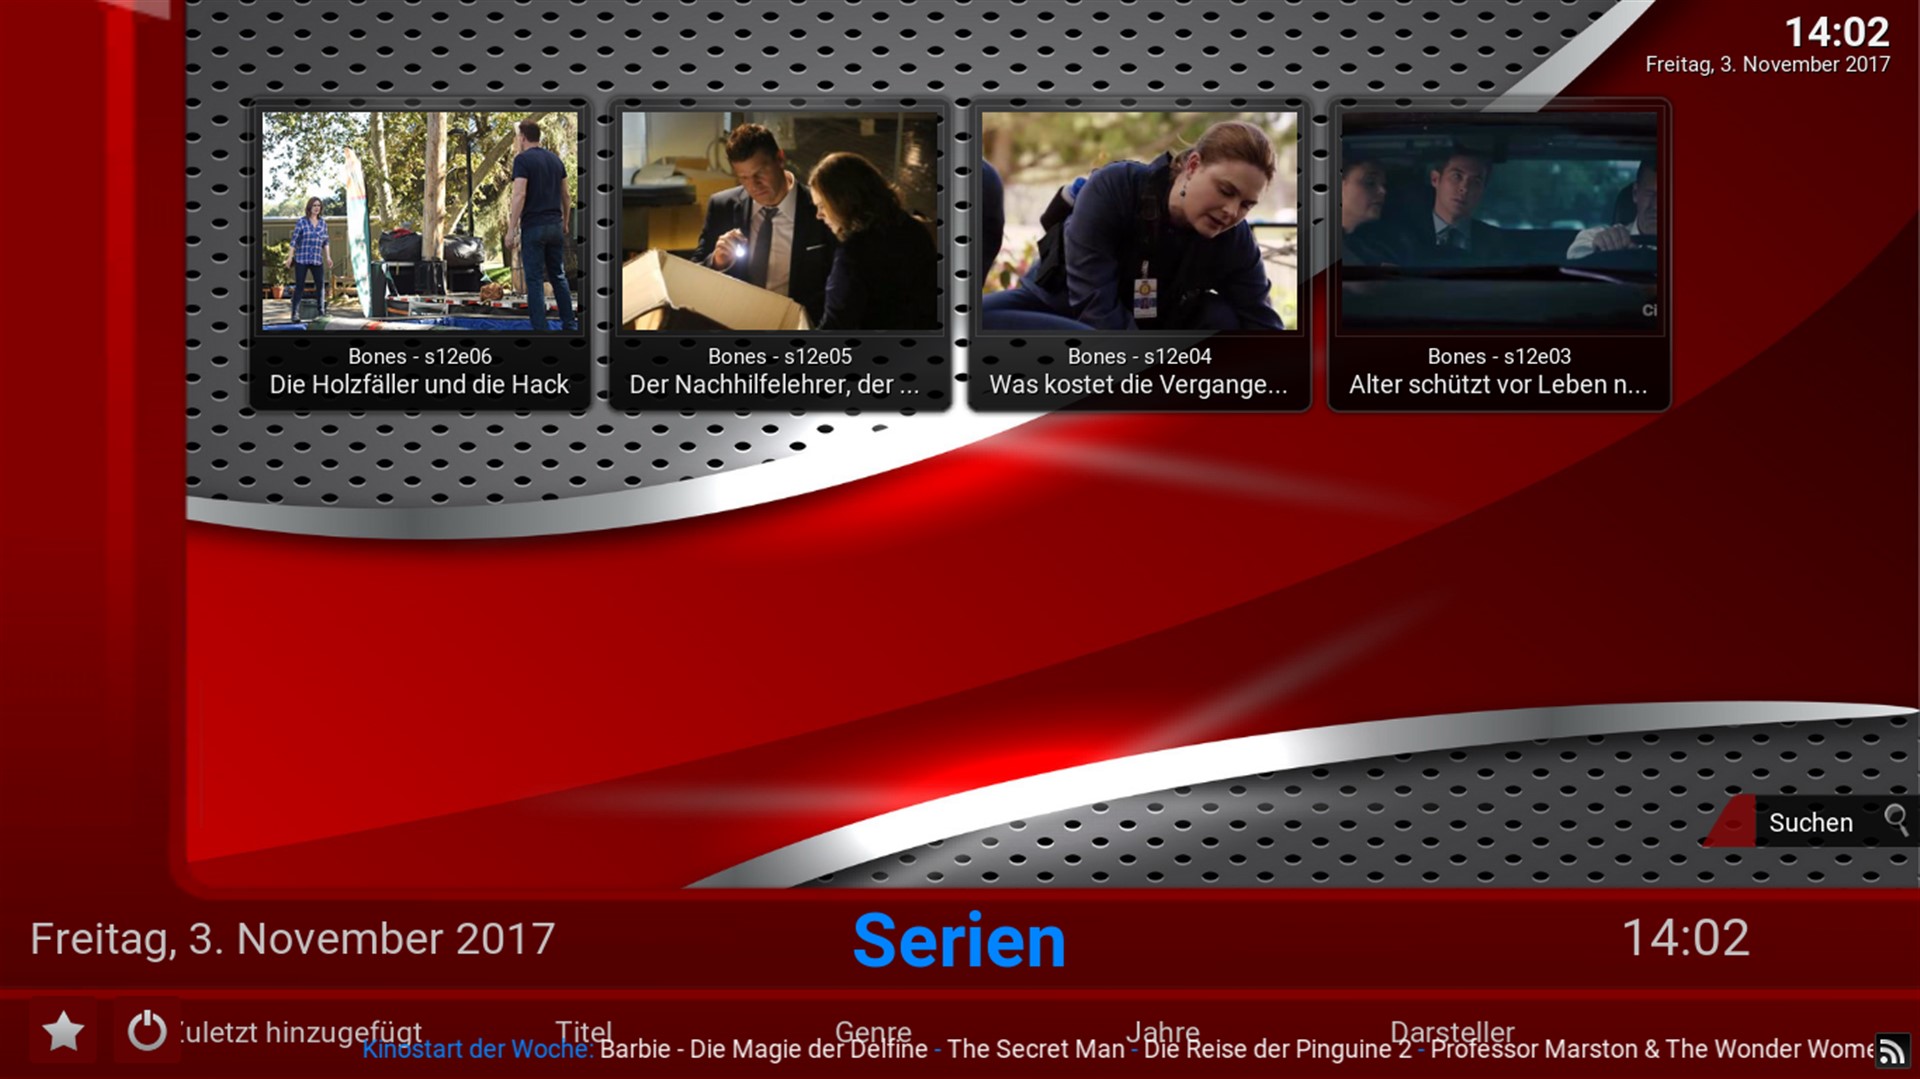 14:02
Freitag, 3. November 2017
Ci
Bones - s12e06
Die Holzfäller und die Hack
Bones - s12e05
Der Nachhilfelehrer, der ...
Bones - s12e04
Was kostet die Vergange...
Bones - s12e03
Alter schützt vor Leben n...
Suchen
Freitag, 3. November 2017
Serien
14:02
uletzt hinzugefügt
Titel
Genre
Jahre
Darsteller
Kinostart der Woche: Barbie - Die Magie der Delfine - The Secret Man - Die Reise der Pinguine 2 - Professor Marston & The Wonder Wome